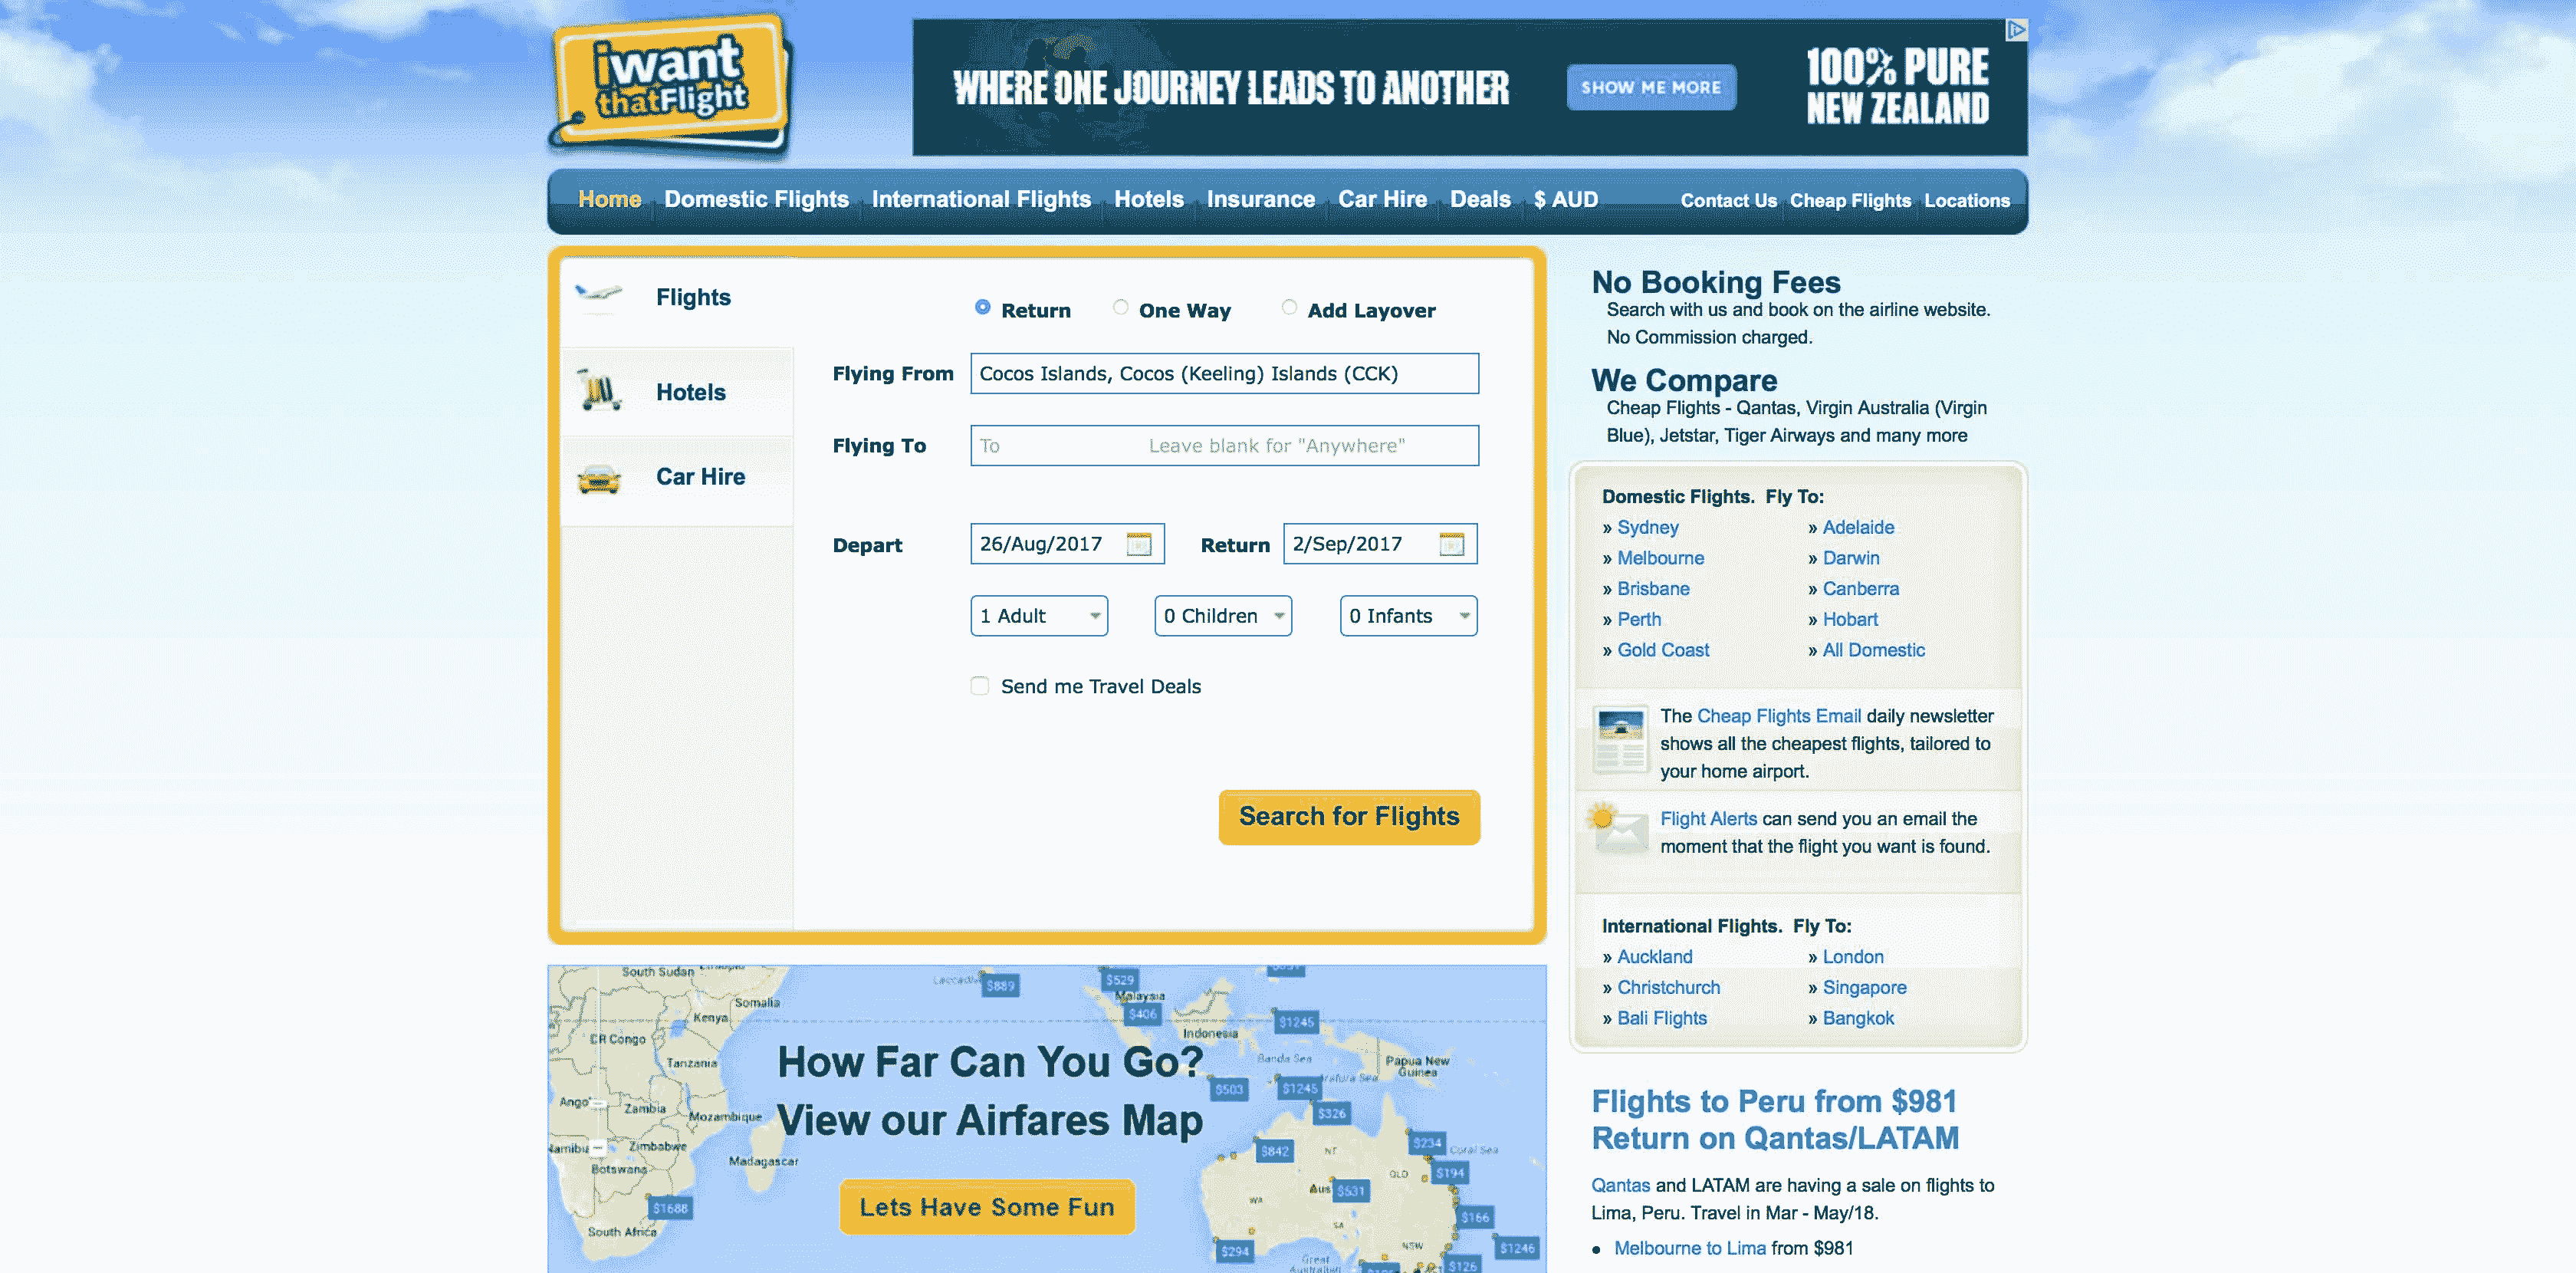 iwant
thatFlight
WHERE ONE JOURNEY LEADS TO ANOTHER
SHOW ME MORE
100% PURE
NEW ZEALAND
Home Domestic Flights International Flights Hotels Insurance Car Hire Deals $ AUD Contact Us Cheap Flights Locations
Flights
Hotels
Car Hire
Return One Way Add Layover
Flying From Cocos Islands, Cocos (Keeling) Islands (CCK)
Flying To To Leave blank for "Anywhere"
Depart 26/Aug/2017 Return 2/Sep/2017
1 Adult 0 Children 0 Infants
Send me Travel Deals
Search for Flights
No Booking Fees
Search with us and book on the airline website.
No Commission charged.
We Compare
Cheap Flights - Qantas, Virgin Australia (Virgin
Blue), Jetstar, Tiger Airways and many more
Domestic Flights. Fly To:
» Sydney » Adelaide
» Melbourne » Darwin
» Brisbane » Canberra
» Perth » Hobart
» Gold Coast » All Domestic
The Cheap Flights Email daily newsletter
shows all the cheapest flights, tailored to
your home airport.
Flight Alerts can send you an email the
moment that the flight you want is found.
International Flights. Fly To:
» Auckland » London
» Christchurch » Singapore
» Bali Flights » Bangkok
Flights to Peru from $981
Return on Qantas/LATAM
Qantas and LATAM are having a sale on flights to
Lima, Peru. Travel in Mar - May/18.
• Melbourne to Lima from $981
South Sudan
Somalia
Kenya
DR Congo
Tanzania
Zambia
Mozambique
Zimbabwe
Botswana
Madagascar
$1688
South Africa
$889
$529
Malaysia
$406
Indonesia
$1245
Banda Sea
Papua New
Guinea
$503
$1245
Arafura Sea
$326
$842
NT
$234
Coral Sea
QLD
$194
Aus
$531
WA
SA
$166
NSW
$294
Great
$1246
$126
How Far Can You Go?
View our Airfares Map
Lets Have Some Fun